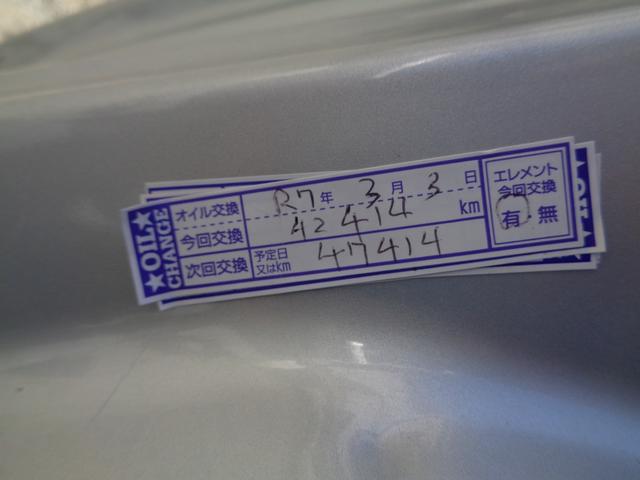 ★OIL★
CHANGE
オイル交換 R7年 3月 3日
今回交換 42414 km
次回交換 予定日又はkm 47414
エレメント
今回交換
有・無